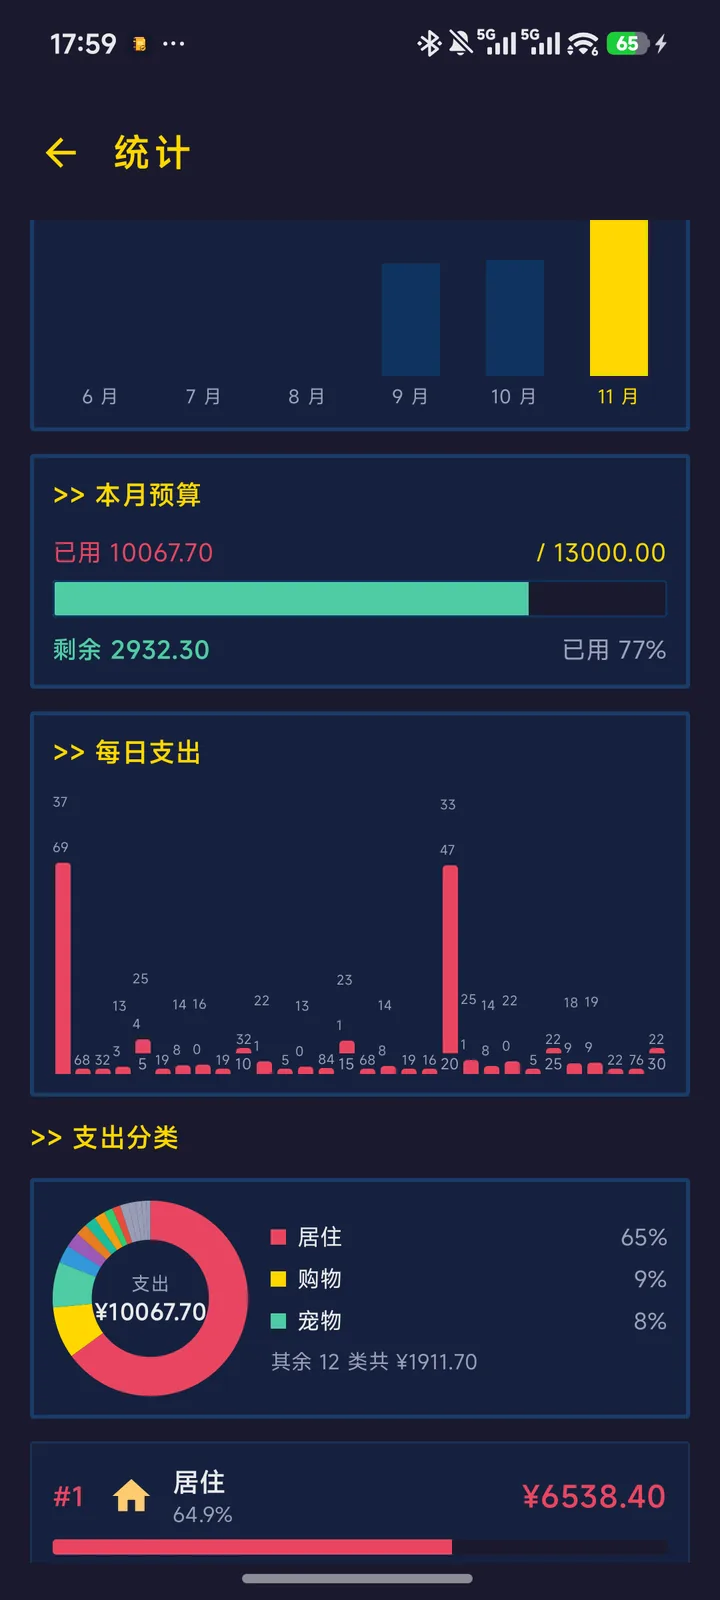 17:59 ... 5G 5G 6 65
统计
6 月 7 月 8 月 9 月 10 月 11 月
>> 本月预算
已用 10067.70 / 13000.00
剩余 2932.30 已用 77%
>> 每日支出
37 33
69 47
25 23
13 14 16 22 13 14 25 14 22 18 19
4 1
68 32 3 19 8 0 19 32 1 5 0 84 68 8 19 16 1 8 0 5 22 9 9 22 76 22
5 10 15 20 25 30
>> 支出分类
支出
¥10067.70
居住 65%
购物 9%
宠物 8%
其余 12 类共 ¥1911.70
#1 居住 ¥6538.40
64.9%